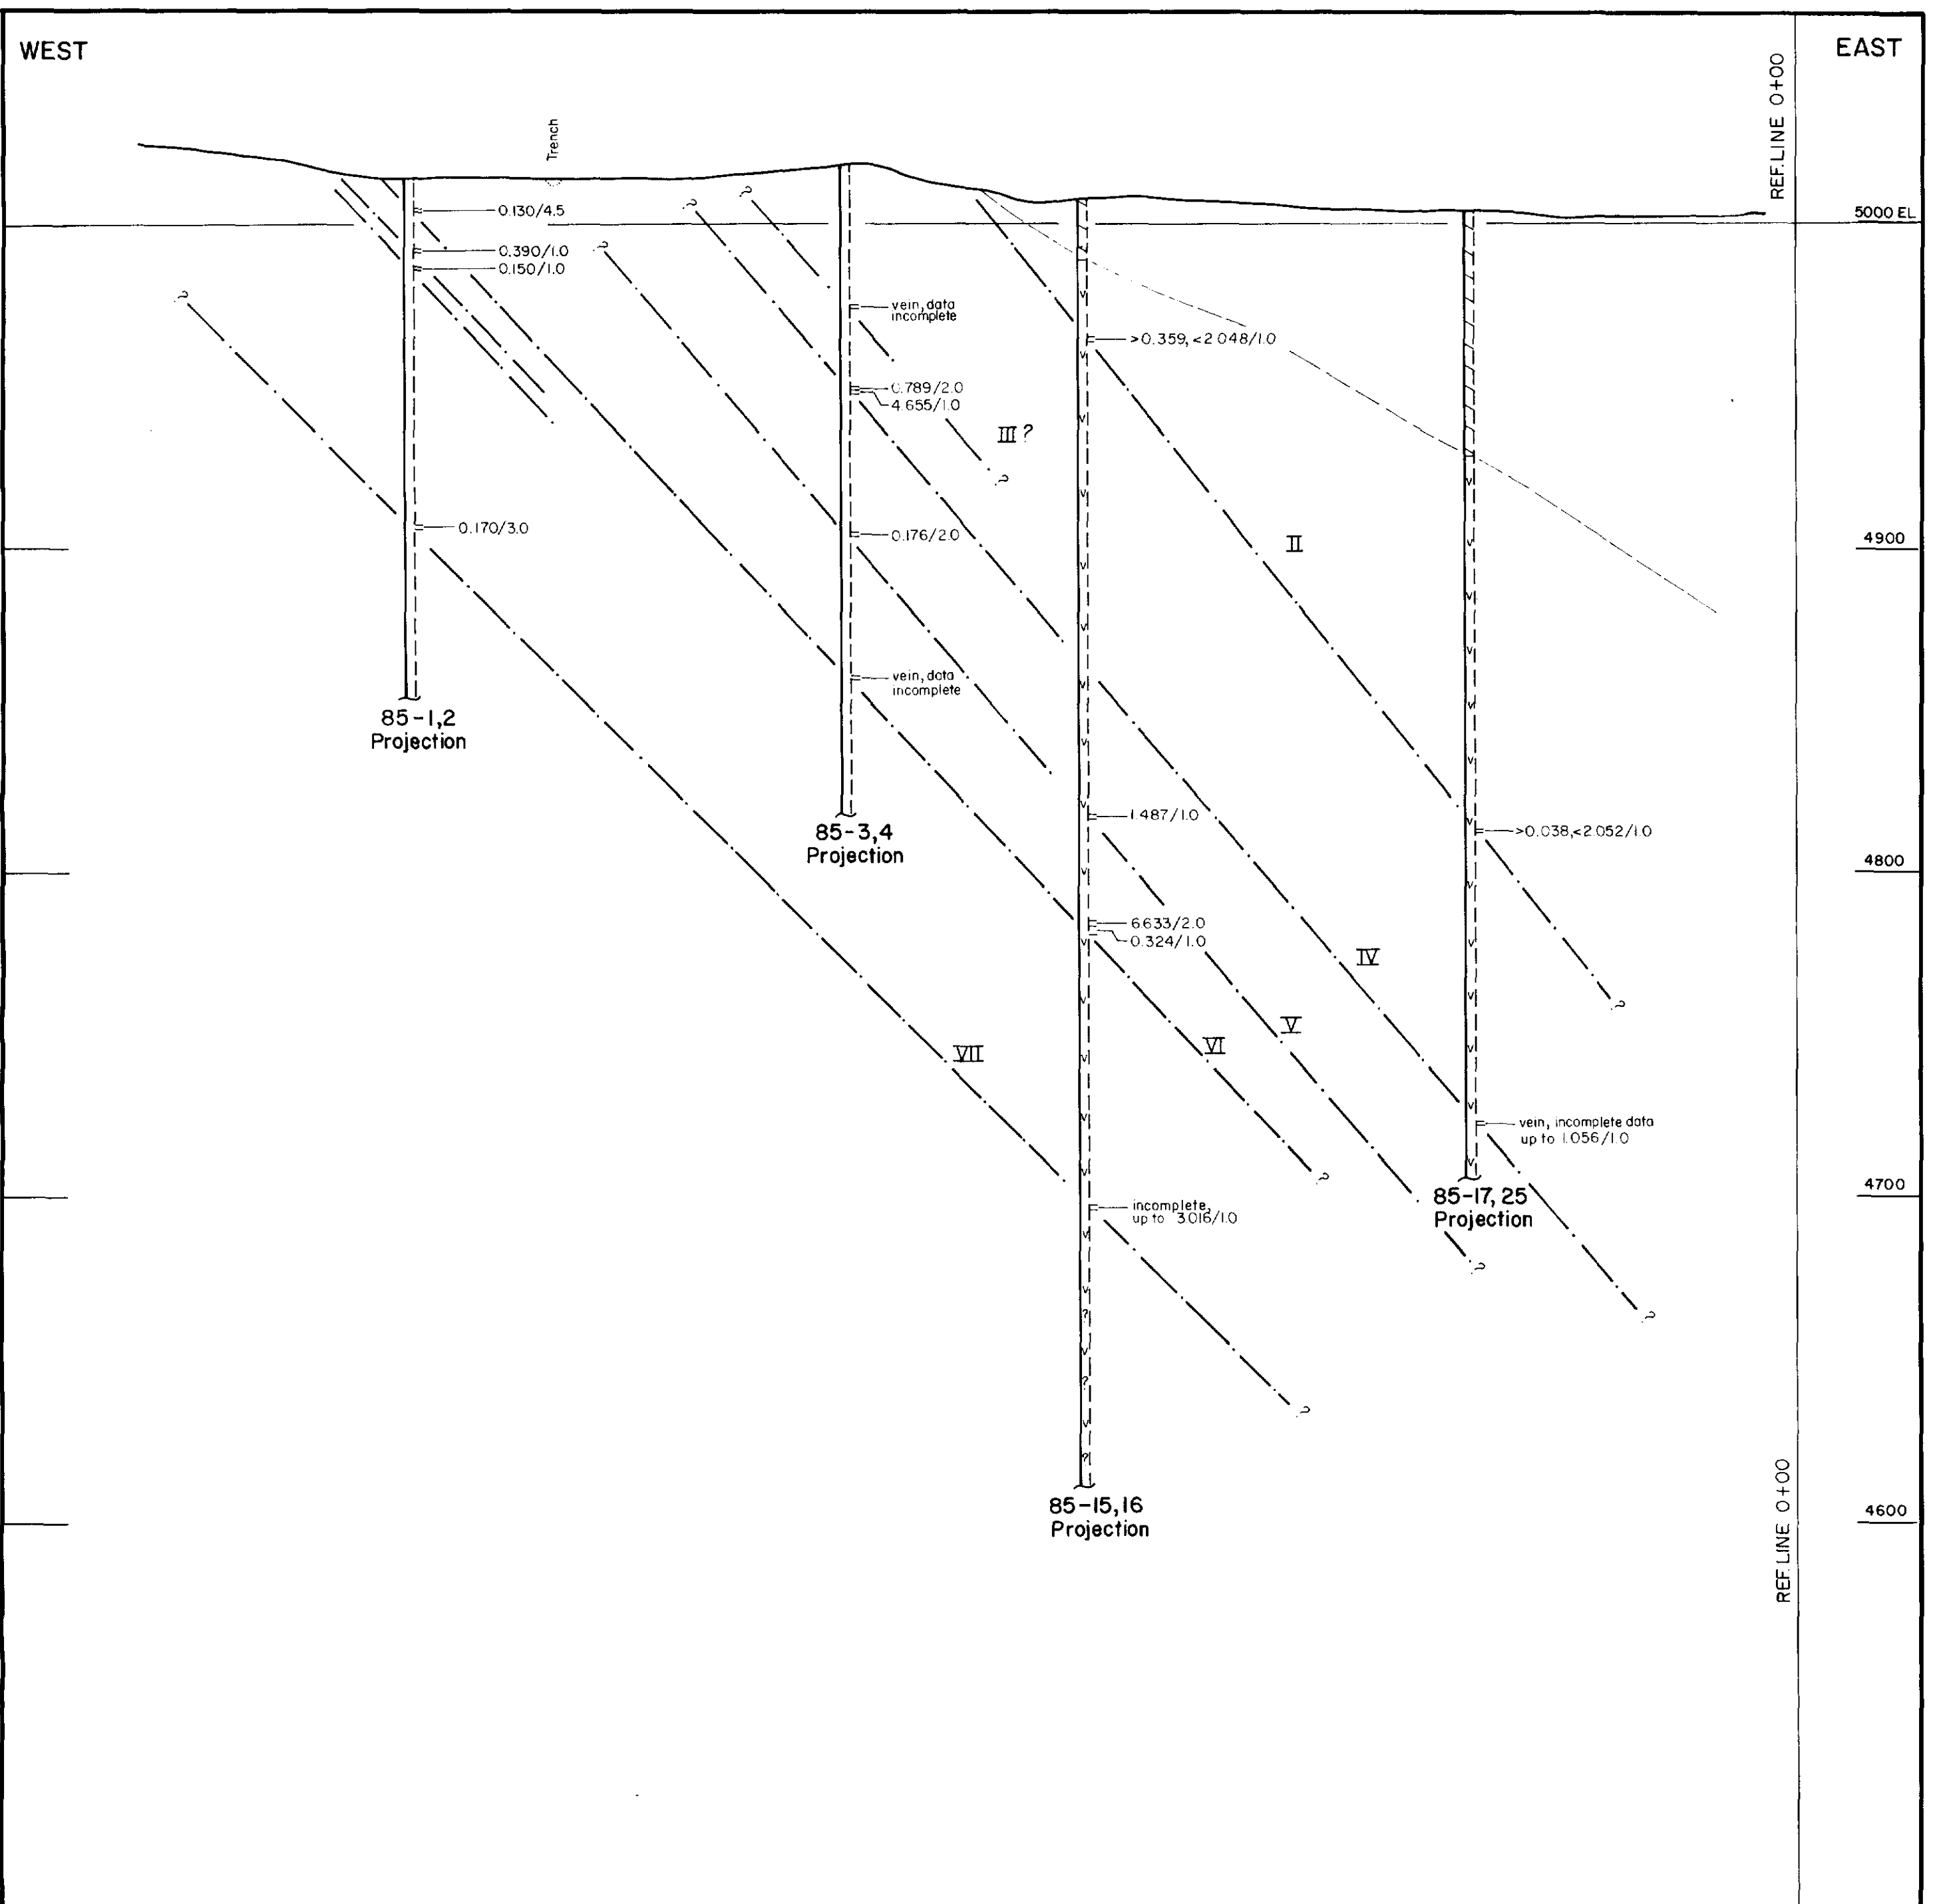 WEST
EAST
REF.LINE 0+00
Trench
5000 EL
0.130/4.5
0.390/1.0
0.150/1.0
vein, data
incomplete
>0.359, <2.048/1.0
0.789/2.0
4.655/1.0
III ?
0.170/3.0
0.176/2.0
II
4900
vein, data
incomplete
85-1,2
Projection
1.487/1.0
85-3,4
Projection
>0.038,<2.052/1.0
4800
6.633/2.0
0.324/1.0
IV
V
VI
VII
vein, incomplete data
up to 1.056/1.0
4700
85-17, 25
Projection
incomplete,
up to 3.016/1.0
85-15,16
Projection
4600
REF.LINE 0+00